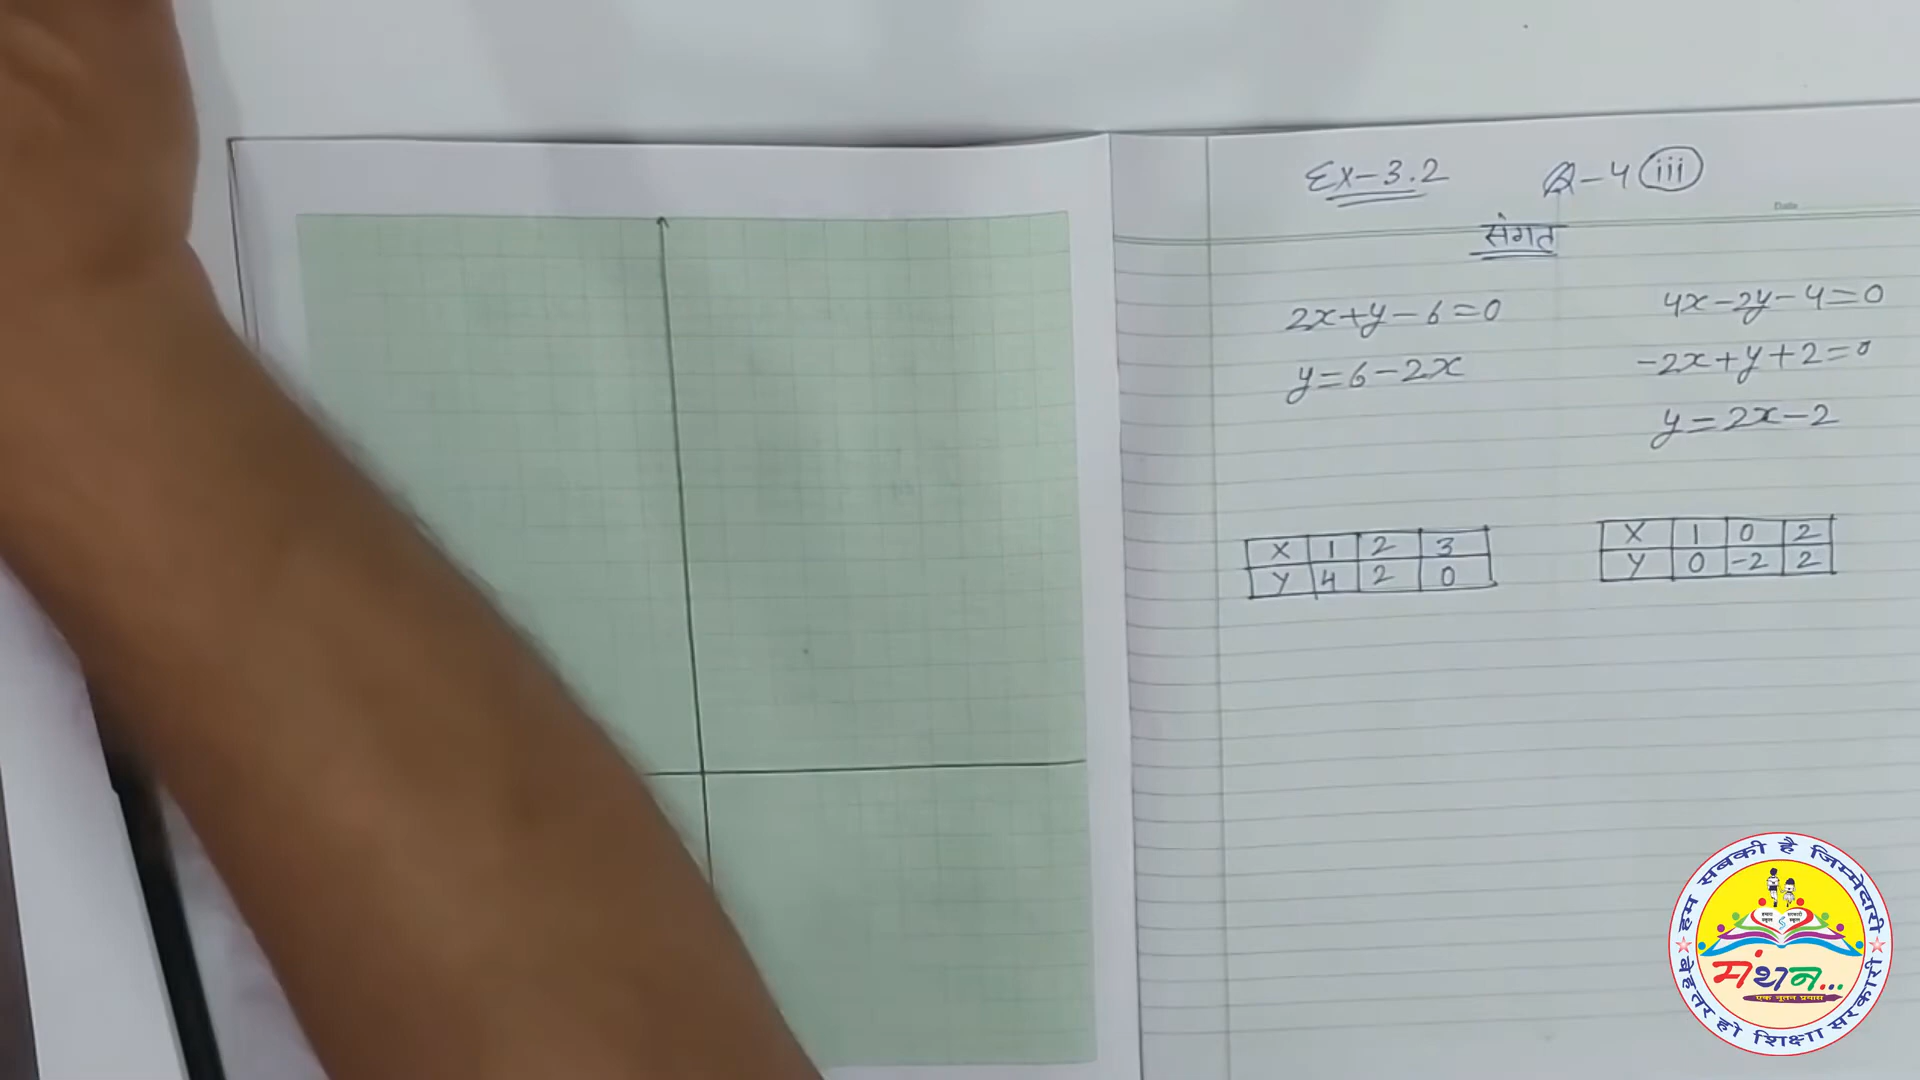 Ex-3.2 Q-4 (iii)
Date
संगत
2x+y-6=0 4x-2y-4=0
y=6-2x -2x+y+2=0
y=2x-2
X 1 2 3 X 1 0 2
Y 4 2 0 Y 0 -2 2
हम सबकी है जिम्मेदारी
मंथन...
एक नूतन प्रयास
बेहतर हो शिक्षा सरकारी